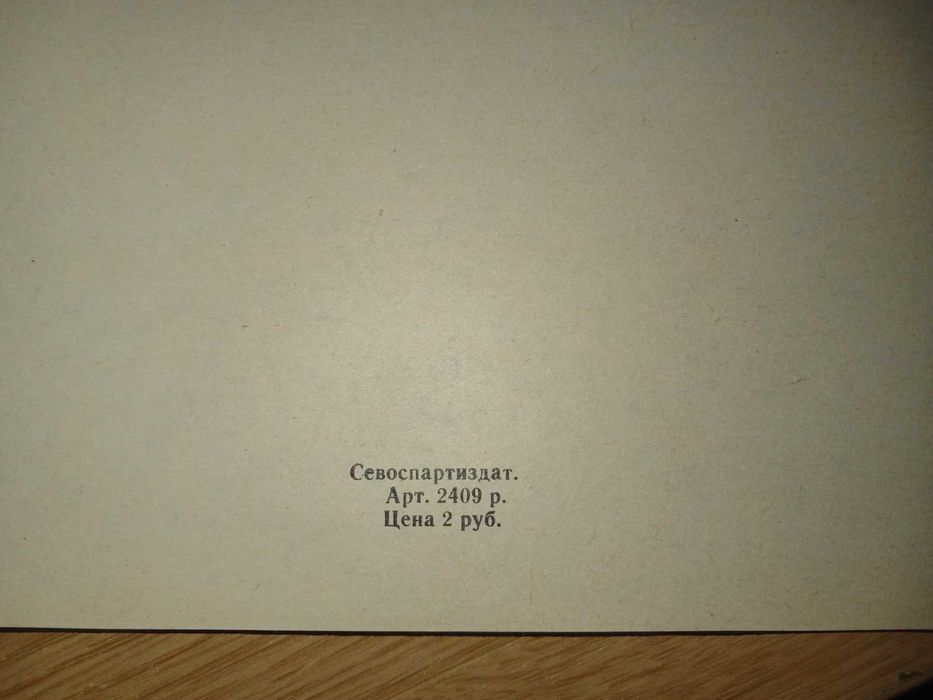 Севоспартиздат.
Арт. 2409 р.
Цена 2 руб.